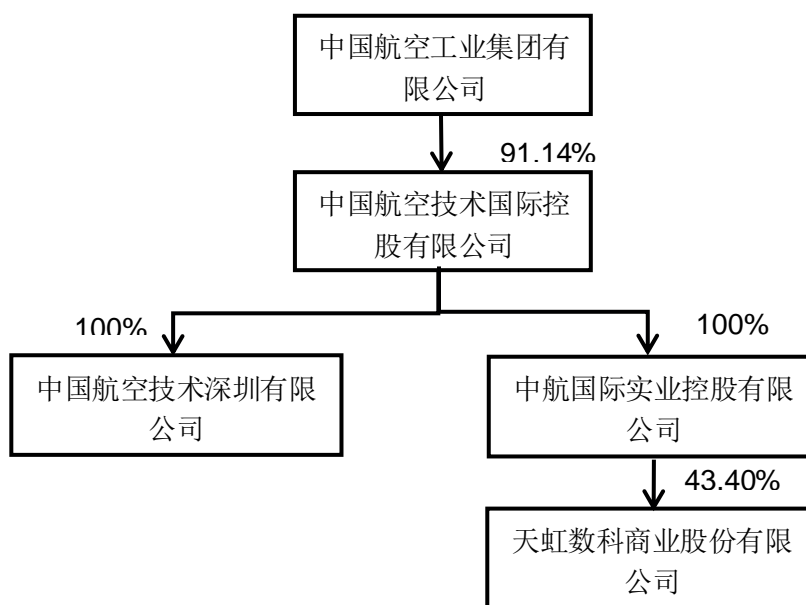 中国航空工业集团有
限公司
91.14%
中国航空技术国际控
股有限公司
100%
100%
中国航空技术深圳有限
公司
中航国际实业控股有限
公司
43.40%
天虹数科商业股份有限
公司